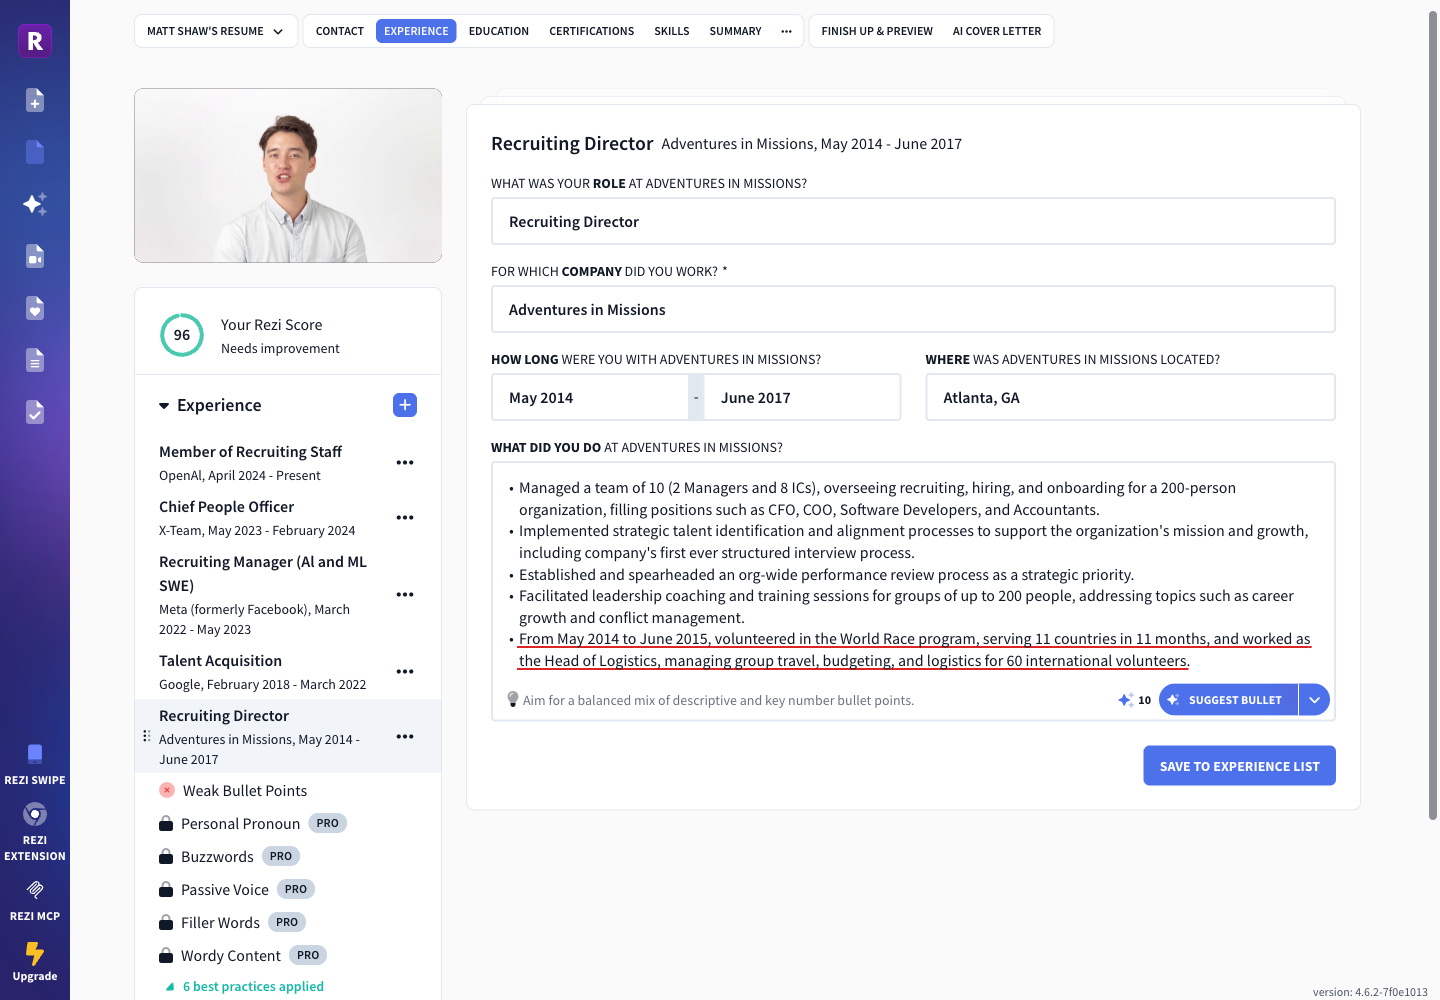 R
MATT SHAW'S RESUME
CONTACT EXPERIENCE EDUCATION CERTIFICATIONS SKILLS SUMMARY •••
FINISH UP & PREVIEW AI COVER LETTER
REZI SWIPE
REZI
EXTENSION
REZI MCP
Upgrade
96
Your Rezi Score
Needs improvement
Experience
Member of Recruiting Staff
OpenAl, April 2024 - Present
Chief People Officer
X-Team, May 2023 - February 2024
Recruiting Manager (Al and ML
SWE)
Meta (formerly Facebook), March
2022 - May 2023
Talent Acquisition
Google, February 2018 - March 2022
Recruiting Director
Adventures in Missions, May 2014 -
June 2017
Weak Bullet Points
Personal Pronoun PRO
Buzzwords PRO
Passive Voice PRO
Filler Words PRO
Wordy Content PRO
6 best practices applied
Recruiting Director Adventures in Missions, May 2014 - June 2017
WHAT WAS YOUR ROLE AT ADVENTURES IN MISSIONS?
Recruiting Director
FOR WHICH COMPANY DID YOU WORK? *
Adventures in Missions
HOW LONG WERE YOU WITH ADVENTURES IN MISSIONS?
May 2014 - June 2017
WHERE WAS ADVENTURES IN MISSIONS LOCATED?
Atlanta, GA
WHAT DID YOU DO AT ADVENTURES IN MISSIONS?
• Managed a team of 10 (2 Managers and 8 ICs), overseeing recruiting, hiring, and onboarding for a 200-person
organization, filling positions such as CFO, COO, Software Developers, and Accountants.
• Implemented strategic talent identification and alignment processes to support the organization's mission and growth,
including company's first ever structured interview process.
• Established and spearheaded an org-wide performance review process as a strategic priority.
• Facilitated leadership coaching and training sessions for groups of up to 200 people, addressing topics such as career
growth and conflict management.
• From May 2014 to June 2015, volunteered in the World Race program, serving 11 countries in 11 months, and worked as
the Head of Logistics, managing group travel, budgeting, and logistics for 60 international volunteers.
Aim for a balanced mix of descriptive and key number bullet points.
10 SUGGEST BULLET
SAVE TO EXPERIENCE LIST
version: 4.6.2-7f0e1013